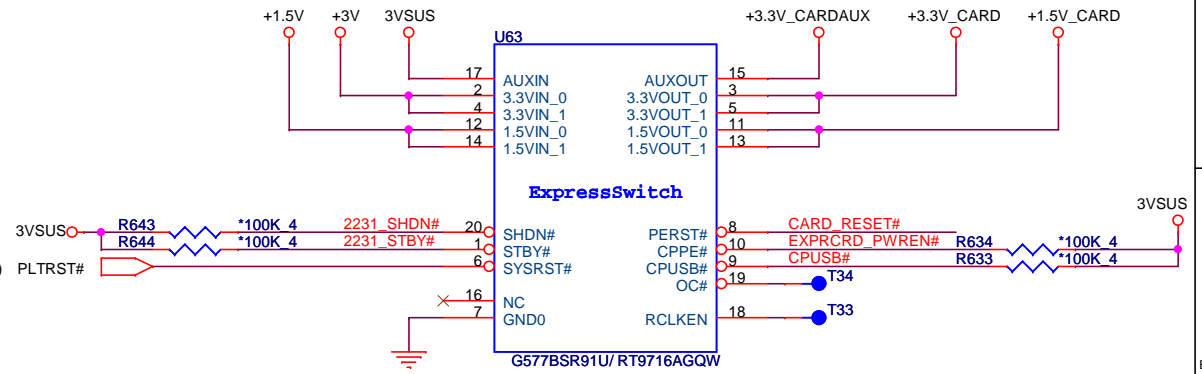 +1.5V +3V 3VSUS +3.3V_CARDAUX +3.3V_CARD +1.5V_CARD
U63
17 AUXIN AUXOUT 15
2 3.3VIN_0 3.3VOUT_0 3
4 3.3VIN_1 3.3VOUT_1 5
12 1.5VIN_0 1.5VOUT_0 11
14 1.5VIN_1 1.5VOUT_1 13
ExpressSwitch
3VSUS
3VSUS R643 *100K_4 2231_SHDN# 20 SHDN# PERST# 8 CARD_RESET#
R644 *100K_4 2231_STBY# 1 STBY# CPPE# 10 EXPRCRD_PWREN# R634 *100K_4
) PLTRST# 6 SYSRST# CPUSB# 9 CPUSB# R633 *100K_4
OC# 19 T34
16 NC
7 GND0 RCLKEN 18 T33
G577BSR91U/ RT9716AGQW